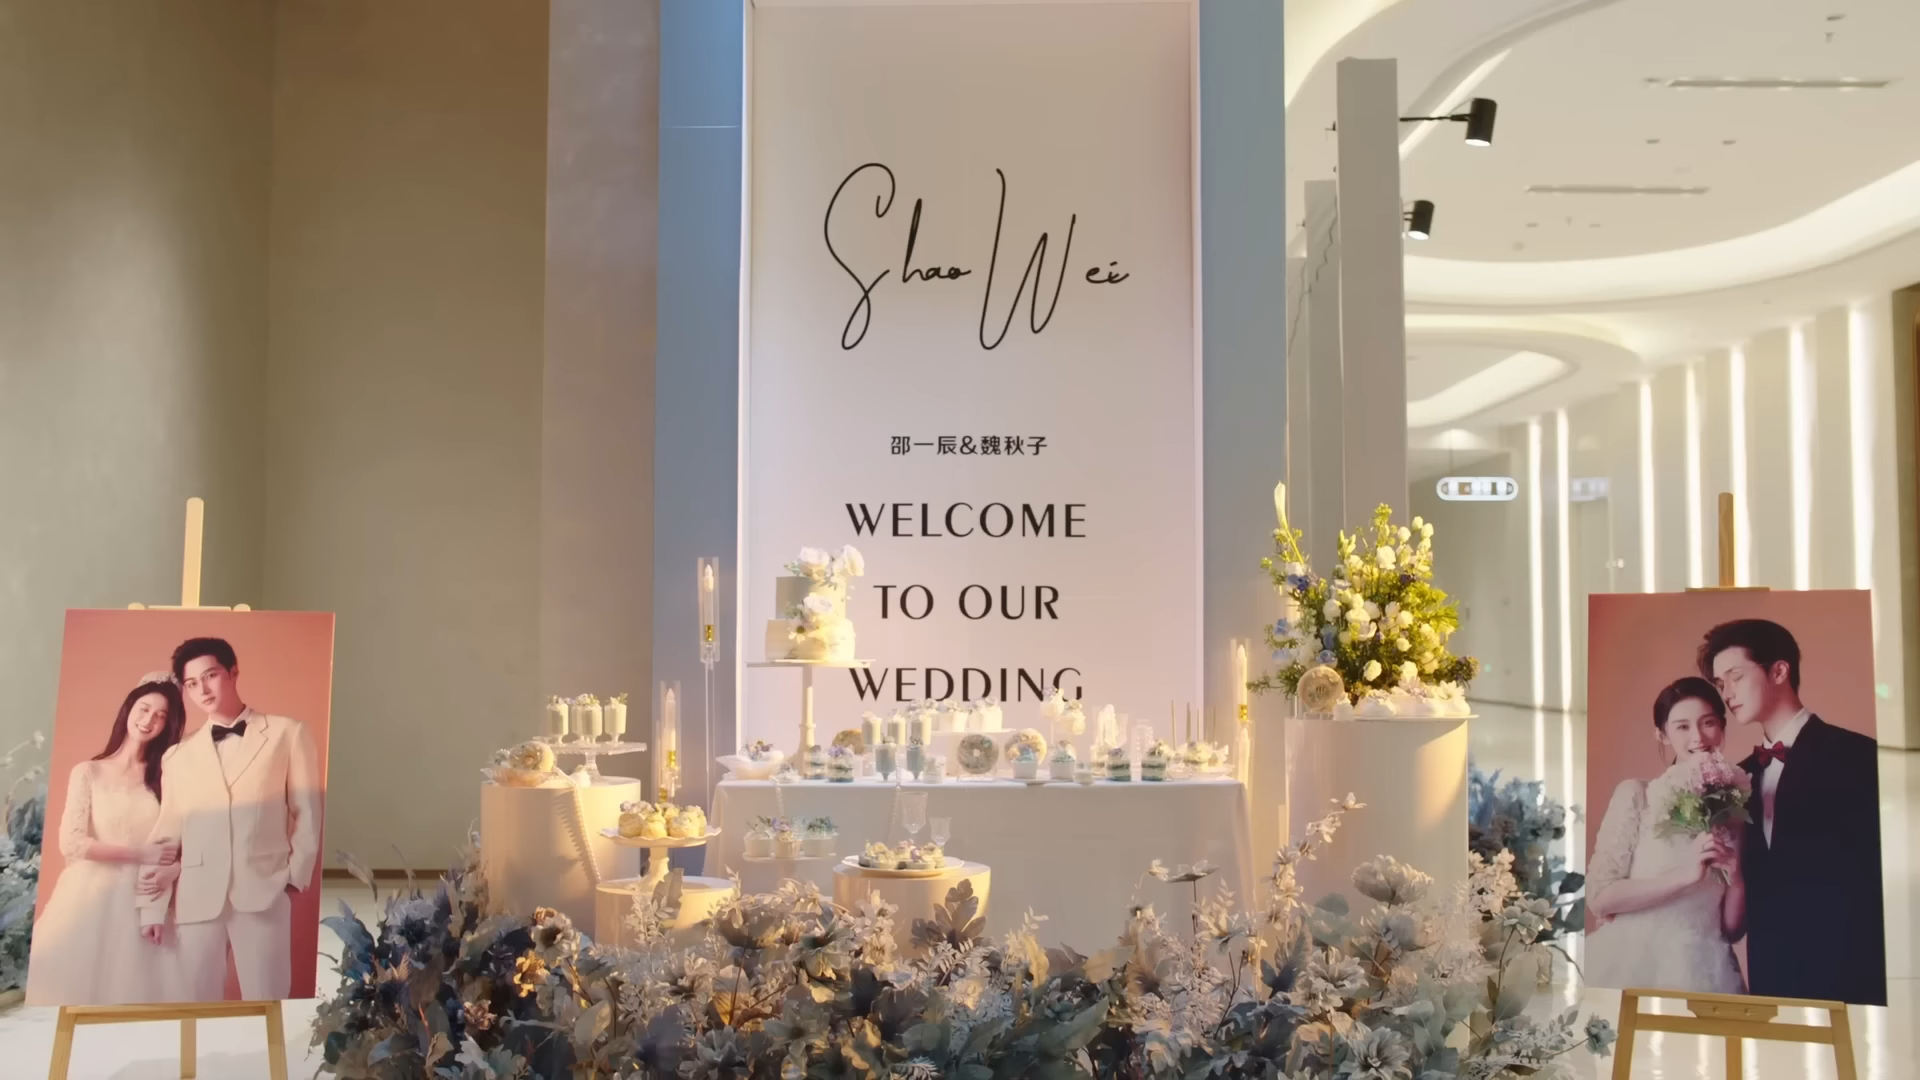 Shao Wei
邵一辰&魏秋子
WELCOME
TO OUR
WEDDING